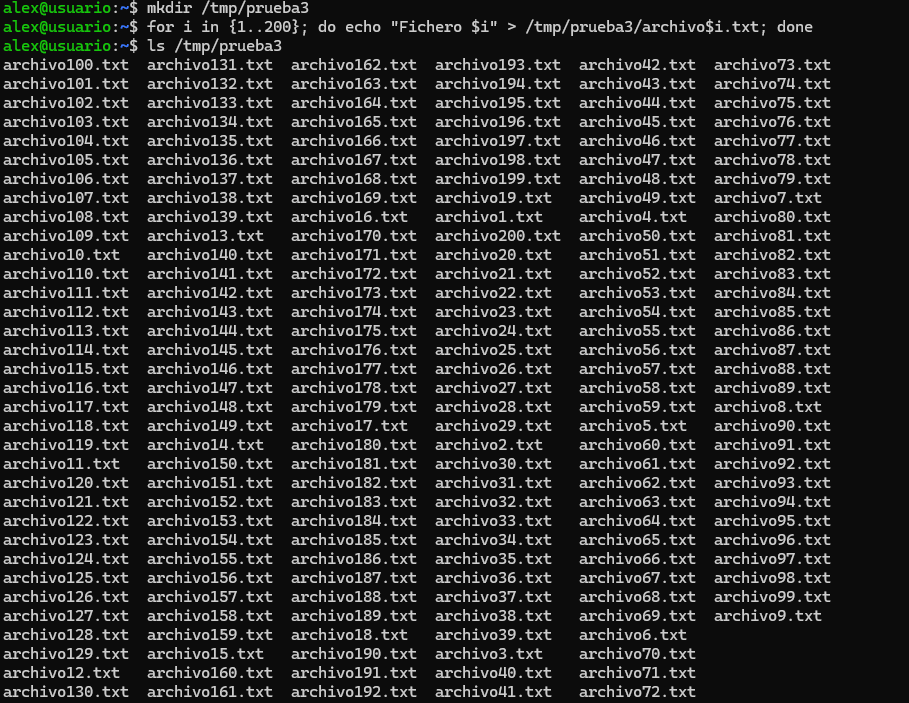 alex@usuario:~$ mkdir /tmp/prueba3
alex@usuario:~$ for i in {1..200}; do echo "Fichero $i" > /tmp/prueba3/archivo$i.txt; done
alex@usuario:~$ ls /tmp/prueba3
archivo100.txt  archivo131.txt  archivo162.txt  archivo193.txt  archivo42.txt  archivo73.txt
archivo101.txt  archivo132.txt  archivo163.txt  archivo194.txt  archivo43.txt  archivo74.txt
archivo102.txt  archivo133.txt  archivo164.txt  archivo195.txt  archivo44.txt  archivo75.txt
archivo103.txt  archivo134.txt  archivo165.txt  archivo196.txt  archivo45.txt  archivo76.txt
archivo104.txt  archivo135.txt  archivo166.txt  archivo197.txt  archivo46.txt  archivo77.txt
archivo105.txt  archivo136.txt  archivo167.txt  archivo198.txt  archivo47.txt  archivo78.txt
archivo106.txt  archivo137.txt  archivo168.txt  archivo199.txt  archivo48.txt  archivo79.txt
archivo107.txt  archivo138.txt  archivo169.txt  archivo19.txt   archivo49.txt  archivo7.txt
archivo108.txt  archivo139.txt  archivo16.txt   archivo1.txt    archivo4.txt   archivo80.txt
archivo109.txt  archivo13.txt   archivo170.txt  archivo200.txt  archivo50.txt  archivo81.txt
archivo10.txt   archivo140.txt  archivo171.txt  archivo20.txt   archivo51.txt  archivo82.txt
archivo110.txt  archivo141.txt  archivo172.txt  archivo21.txt   archivo52.txt  archivo83.txt
archivo111.txt  archivo142.txt  archivo173.txt  archivo22.txt   archivo53.txt  archivo84.txt
archivo112.txt  archivo143.txt  archivo174.txt  archivo23.txt   archivo54.txt  archivo85.txt
archivo113.txt  archivo144.txt  archivo175.txt  archivo24.txt   archivo55.txt  archivo86.txt
archivo114.txt  archivo145.txt  archivo176.txt  archivo25.txt   archivo56.txt  archivo87.txt
archivo115.txt  archivo146.txt  archivo177.txt  archivo26.txt   archivo57.txt  archivo88.txt
archivo116.txt  archivo147.txt  archivo178.txt  archivo27.txt   archivo58.txt  archivo89.txt
archivo117.txt  archivo148.txt  archivo179.txt  archivo28.txt   archivo59.txt  archivo8.txt
archivo118.txt  archivo149.txt  archivo17.txt   archivo29.txt   archivo5.txt   archivo90.txt
archivo119.txt  archivo14.txt   archivo180.txt  archivo2.txt    archivo60.txt  archivo91.txt
archivo11.txt   archivo150.txt  archivo181.txt  archivo30.txt   archivo61.txt  archivo92.txt
archivo120.txt  archivo151.txt  archivo182.txt  archivo31.txt   archivo62.txt  archivo93.txt
archivo121.txt  archivo152.txt  archivo183.txt  archivo32.txt   archivo63.txt  archivo94.txt
archivo122.txt  archivo153.txt  archivo184.txt  archivo33.txt   archivo64.txt  archivo95.txt
archivo123.txt  archivo154.txt  archivo185.txt  archivo34.txt   archivo65.txt  archivo96.txt
archivo124.txt  archivo155.txt  archivo186.txt  archivo35.txt   archivo66.txt  archivo97.txt
archivo125.txt  archivo156.txt  archivo187.txt  archivo36.txt   archivo67.txt  archivo98.txt
archivo126.txt  archivo157.txt  archivo188.txt  archivo37.txt   archivo68.txt  archivo99.txt
archivo127.txt  archivo158.txt  archivo189.txt  archivo38.txt   archivo69.txt  archivo9.txt
archivo128.txt  archivo159.txt  archivo18.txt   archivo39.txt   archivo6.txt
archivo129.txt  archivo15.txt   archivo190.txt  archivo3.txt    archivo70.txt
archivo12.txt   archivo160.txt  archivo191.txt  archivo40.txt   archivo71.txt
archivo130.txt  archivo161.txt  archivo192.txt  archivo41.txt   archivo72.txt